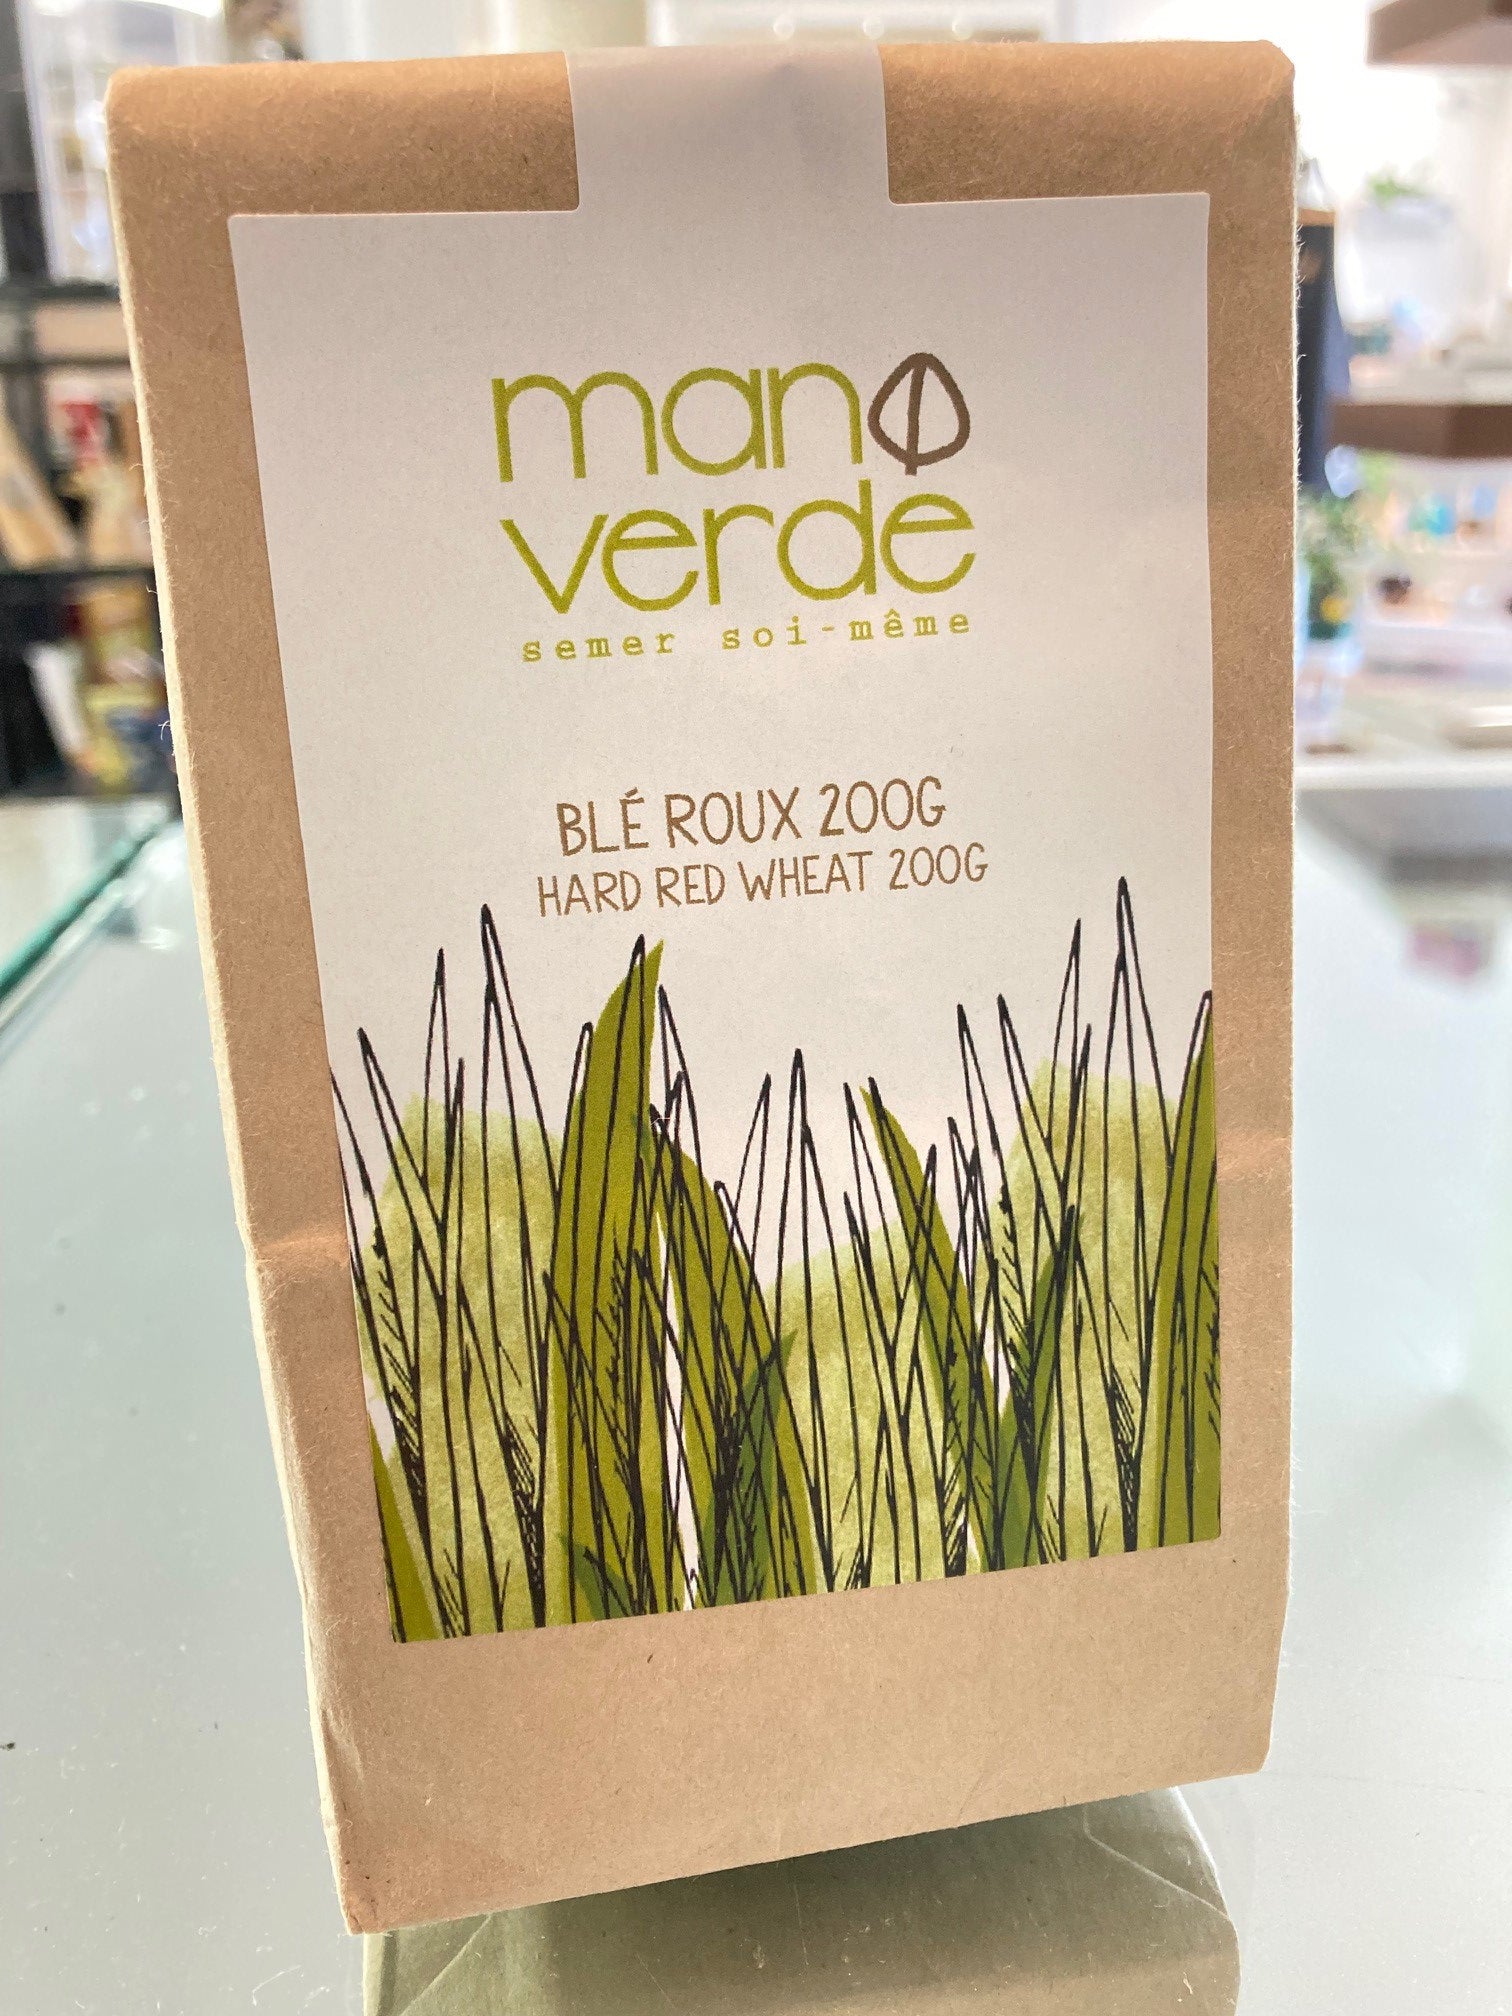 mano
verde
semer soi-même
BLÉ ROUX 200G
HARD RED WHEAT 200G